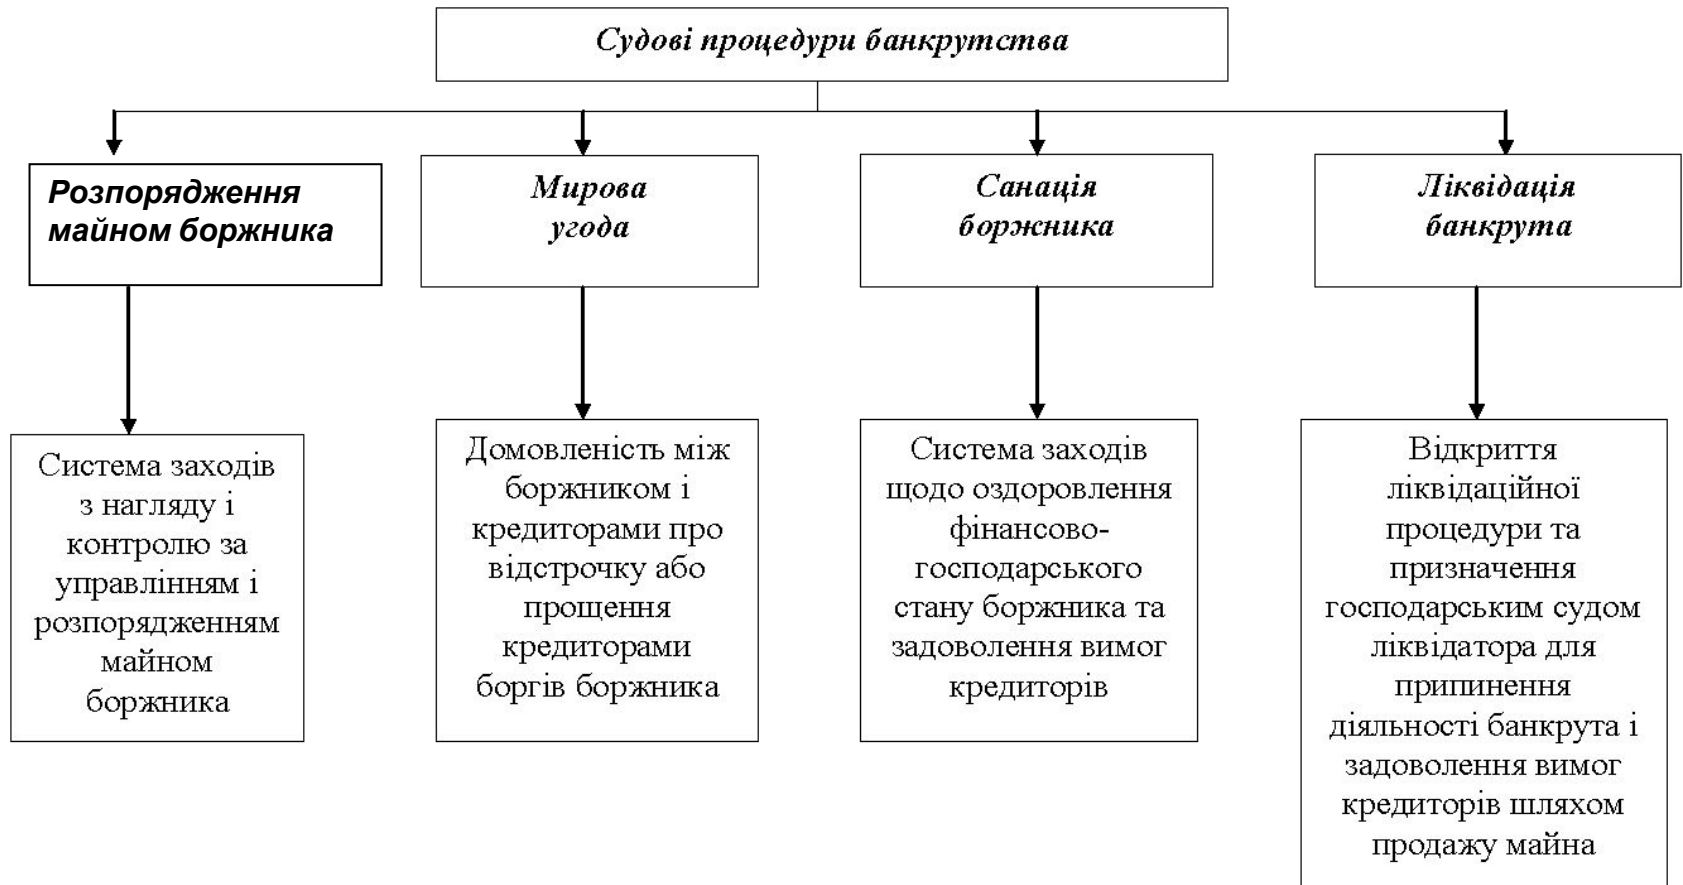 Судові процедури банкрутства
Розпорядження
майном боржника
Мирова
угода
Санація
боржника
Ліквідація
банкрута
Система заходів
з нагляду і
контролю за
управлінням і
розпорядженням
майном
боржника
Домовленість між
боржником і
кредиторами про
відстрочку або
прощення
кредиторами
боргів боржника
Система заходів
щодо оздоровлення
фінансово-
господарського
стану боржника та
задоволення вимог
кредиторів
Відкриття
ліквідаційної
процедури та
призначення
господарським судом
ліквідатора для
припинення
діяльності банкрута і
задоволення вимог
кредиторів шляхом
продажу майна